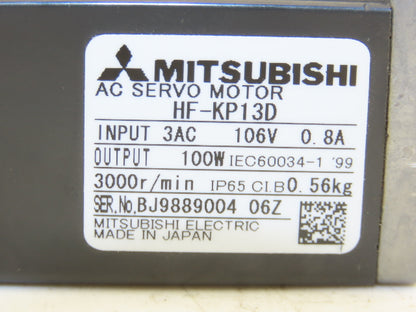 MITSUBISHI
AC SERVO MOTOR
HF-KP13D
INPUT 3AC 106V 0.8A
OUTPUT 100W IEC60034-1 '99
3000r/min IP65 CI.B 0.56kg
SER.No.BJ9889004 06Z
MITSUBISHI ELECTRIC
MADE IN JAPAN